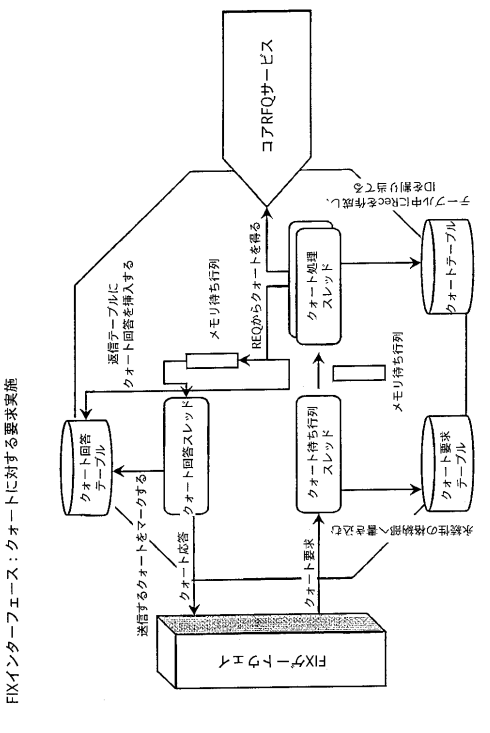 FIXインターフェース：クォートに対する要求実施
コアRFQサービス
返信テーブルに
クォート回答を挿入する
メモリ待ち行列
REQからクォートを得る
テーブル中にRecを作成し、
IDを割り当てる
クォート回答
テーブル
クォート回答スレッド
クォート処理
スレッド
クォートテーブル
メモリ待ち行列
送信するクォートをマークする
クォート応答
クォート待ち行列
スレッド
クォート要求
テーブル
クォート要求
永続性の格納部へ書き込む
FIXゲートウェイ